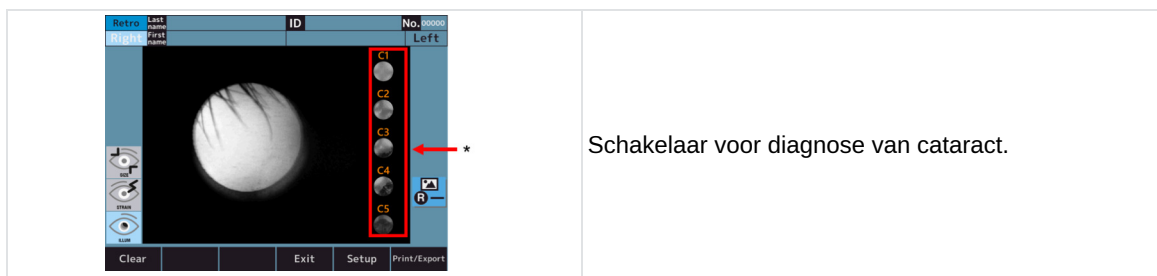 Retro Last name ID No. 00000
Right First name Left
C1
C2
C3
*
Schakelaar voor diagnose van cataract.
C4
C5
SIZE
STRAIN
R
ILLUM
Clear Exit Setup Print/Export